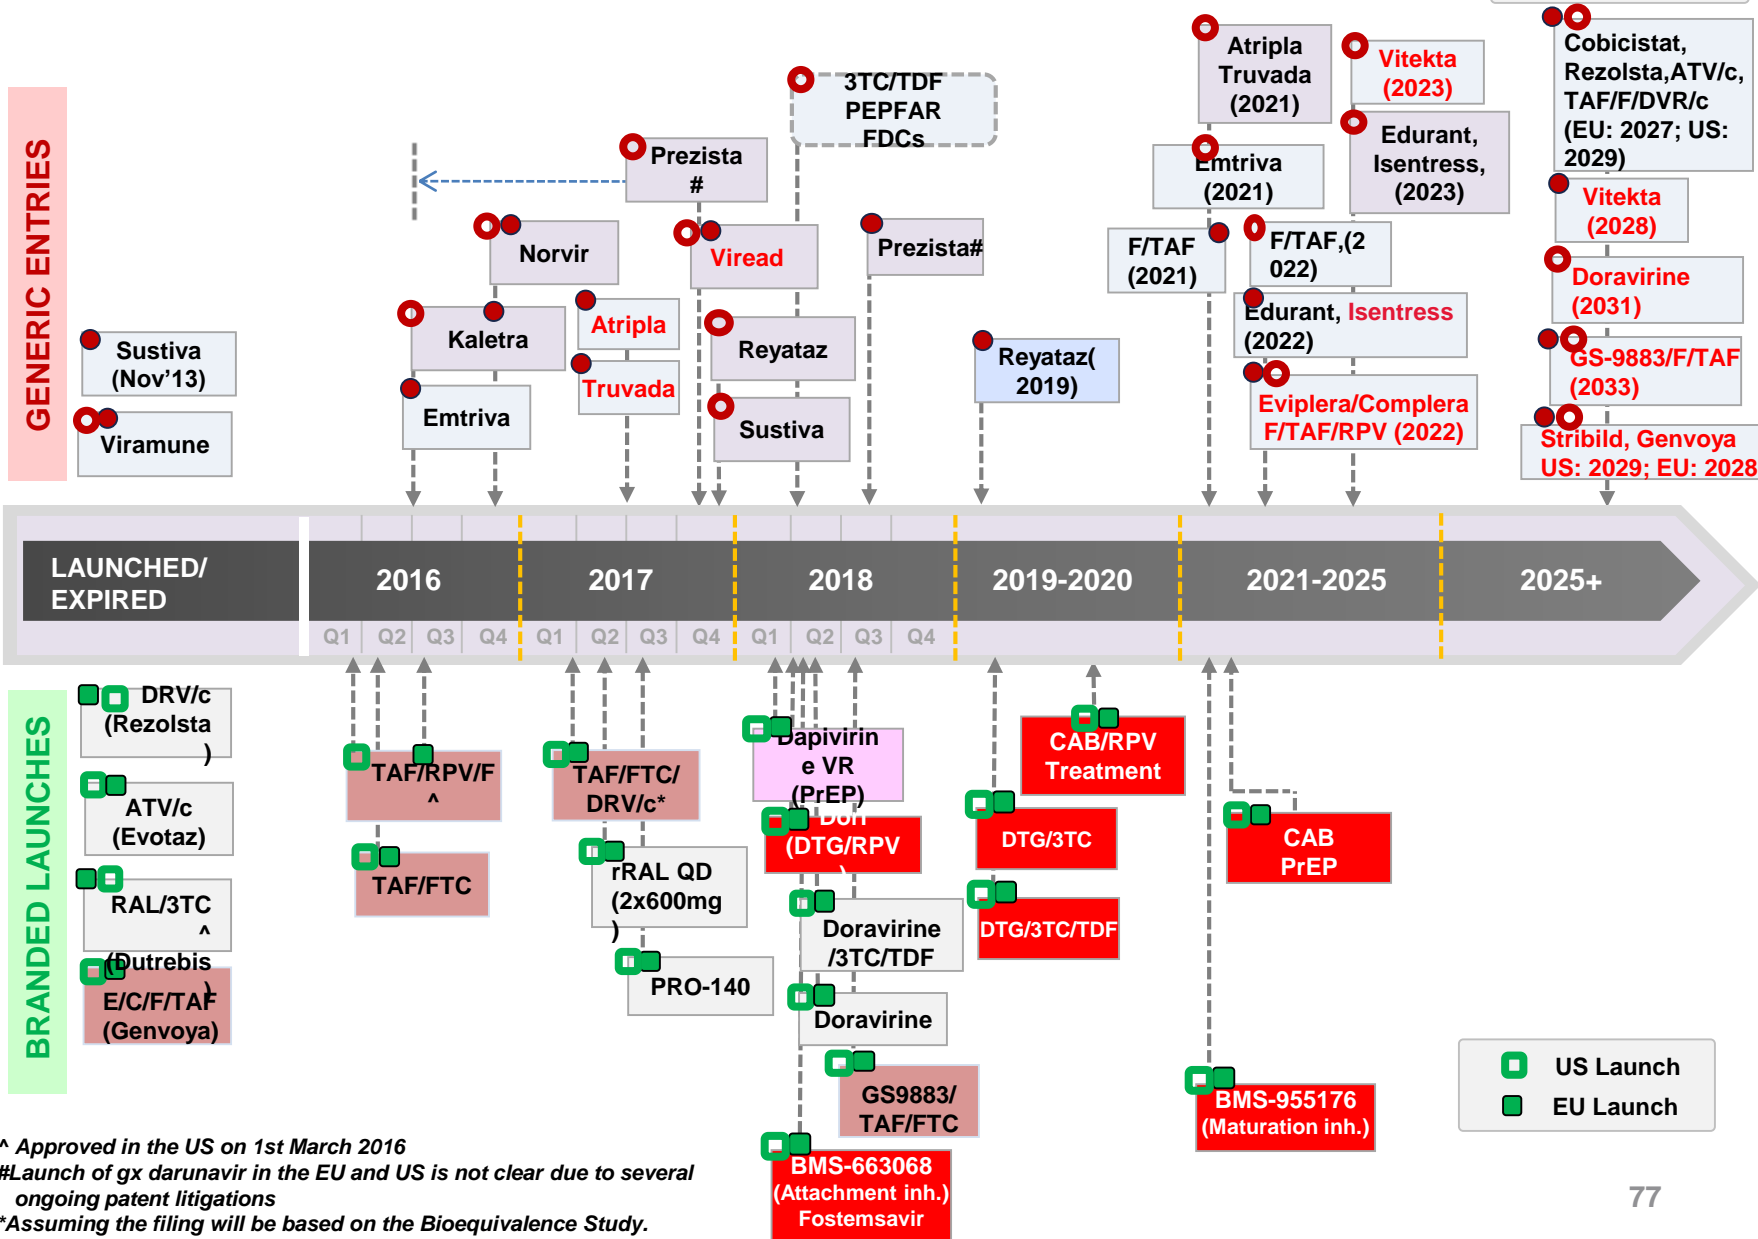 GENERIC ENTRIES
Sustiva
(Nov'13)
Viramune
Prezista
#
Norvir
Kaletra
Emtriva
Atripla
Truvada
3TC/TDF
PEPFAR
FDCs
Viread
Reyataz
Sustiva
Prezista#
Reyataz(
2019)
Atripla
Truvada
(2021)
Emtriva
(2021)
F/TAF
(2021)
Vitekta
(2023)
Edurant,
Isentress,
(2023)
F/TAF,(2
022)
Edurant, Isentress
(2022)
Eviplera/Complera
F/TAF/RPV (2022)
Cobicistat,
Rezolsta,ATV/c,
TAF/F/DVR/c
(EU: 2027; US:
2029)
Vitekta
(2028)
Doravirine
(2031)
GS-9883/F/TAF
(2033)
Stribild, Genvoya
US: 2029; EU: 2028
LAUNCHED/
EXPIRED
2016
2017
2018
2019-2020
2021-2025
2025+
Q1 Q2 Q3 Q4 Q1 Q2 Q3 Q4 Q1 Q2 Q3 Q4
BRANDED LAUNCHES
DRV/c
(Rezolsta
)
ATV/c
(Evotaz)
RAL/3TC
^
(Dutrebis
)
E/C/F/TAF
(Genvoya)
TAF/RPV/F
^
TAF/FTC
TAF/FTC/
DRV/c*
rRAL QD
(2x600mg
)
PRO-140
Dapivirin
e VR
(PrEP)
(DTG/RPV
)
Doravirine
/3TC/TDF
Doravirine
GS9883/
TAF/FTC
BMS-663068
(Attachment inh.)
Fostemsavir
CAB/RPV
Treatment
DTG/3TC
DTG/3TC/TDF
CAB
PrEP
BMS-955176
(Maturation inh.)
US Launch
EU Launch
^ Approved in the US on 1st March 2016
#Launch of gx darunavir in the EU and US is not clear due to several
ongoing patent litigations
*Assuming the filing will be based on the Bioequivalence Study.
77